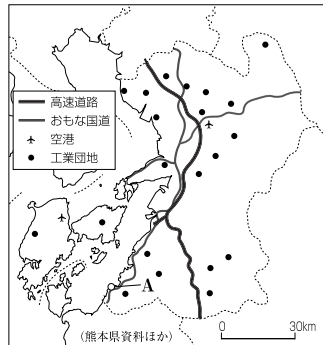 高速道路
おもな国道
空港
工業団地
A
(熊本県資料ほか)
0 30km